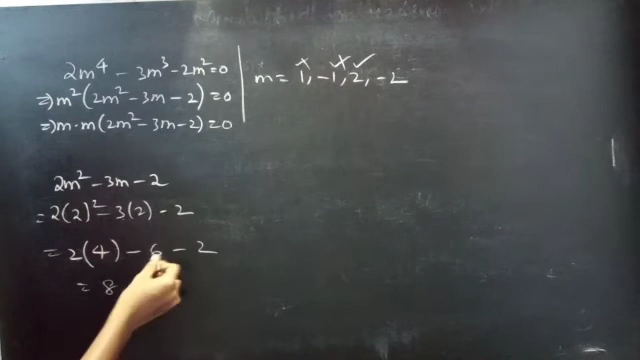 2m⁴ - 3m³ - 2m² = 0
⇒ m²(2m² - 3m - 2) = 0
⇒ m·m(2m² - 3m - 2) = 0
m = 1, -1, 2, -2
2m² - 3m - 2
= 2(2)² - 3(2) - 2
= 2(4) - 6 - 2
= 8